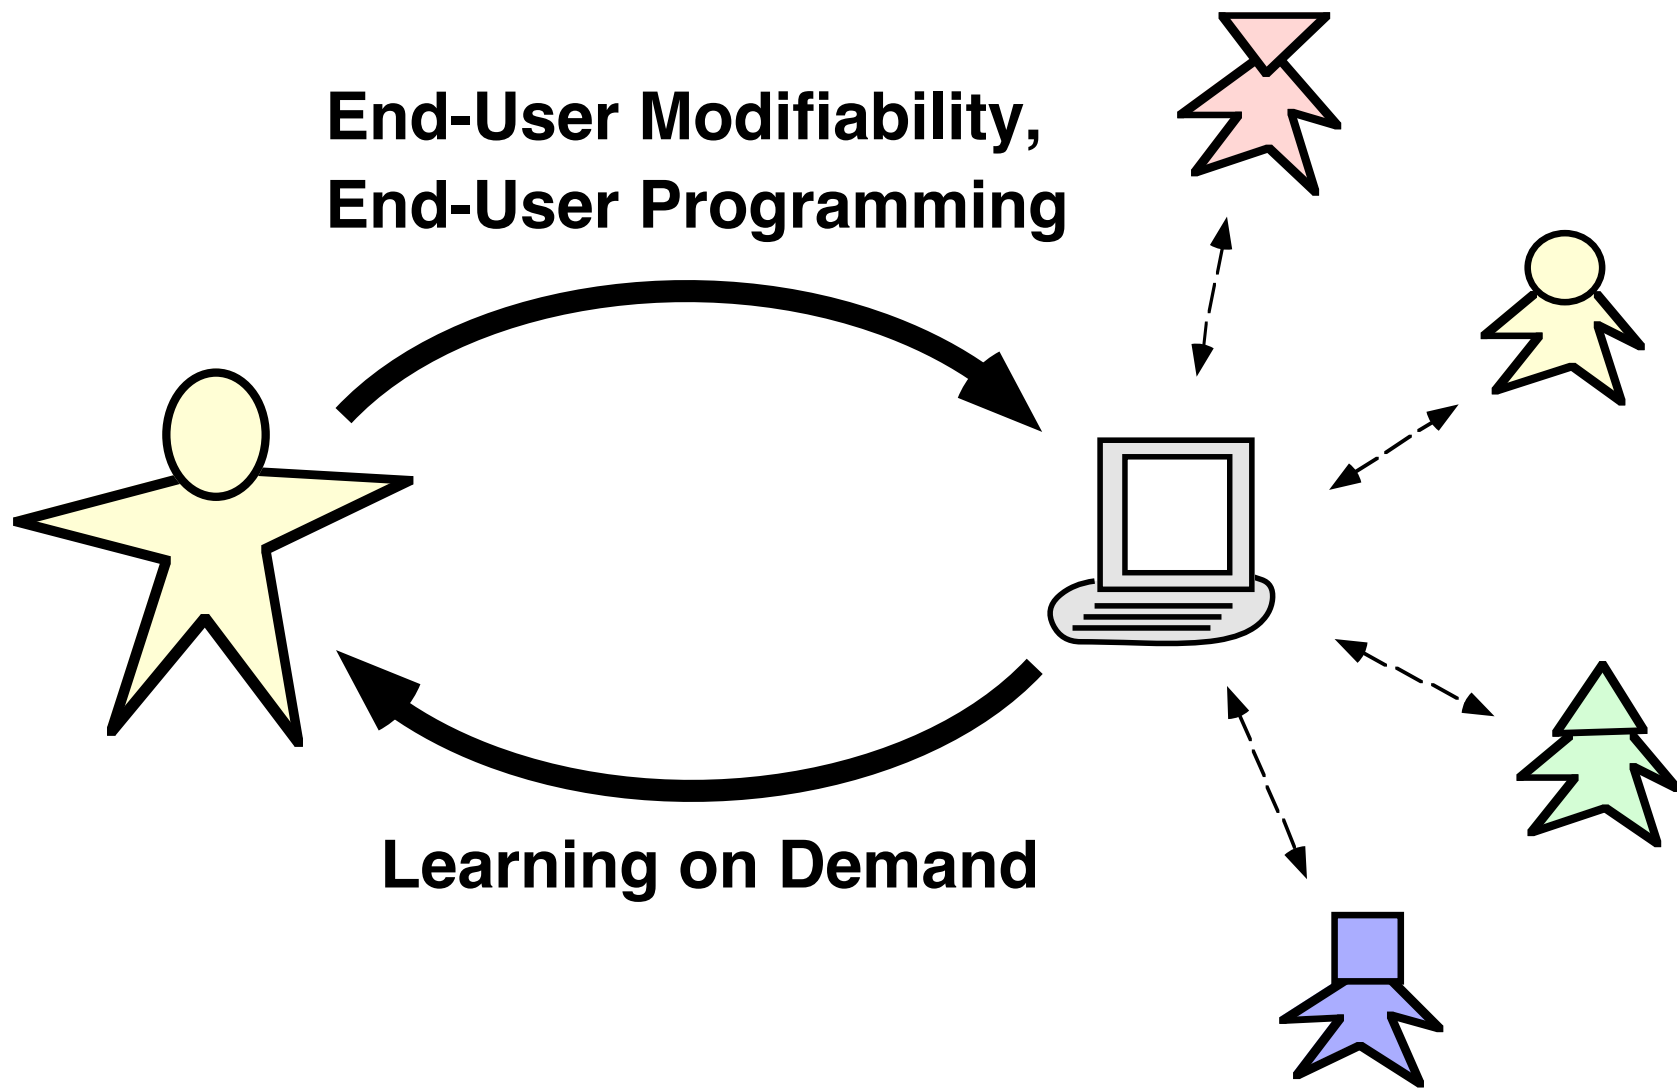 End-User Modifiability,
End-User Programming
Learning on Demand